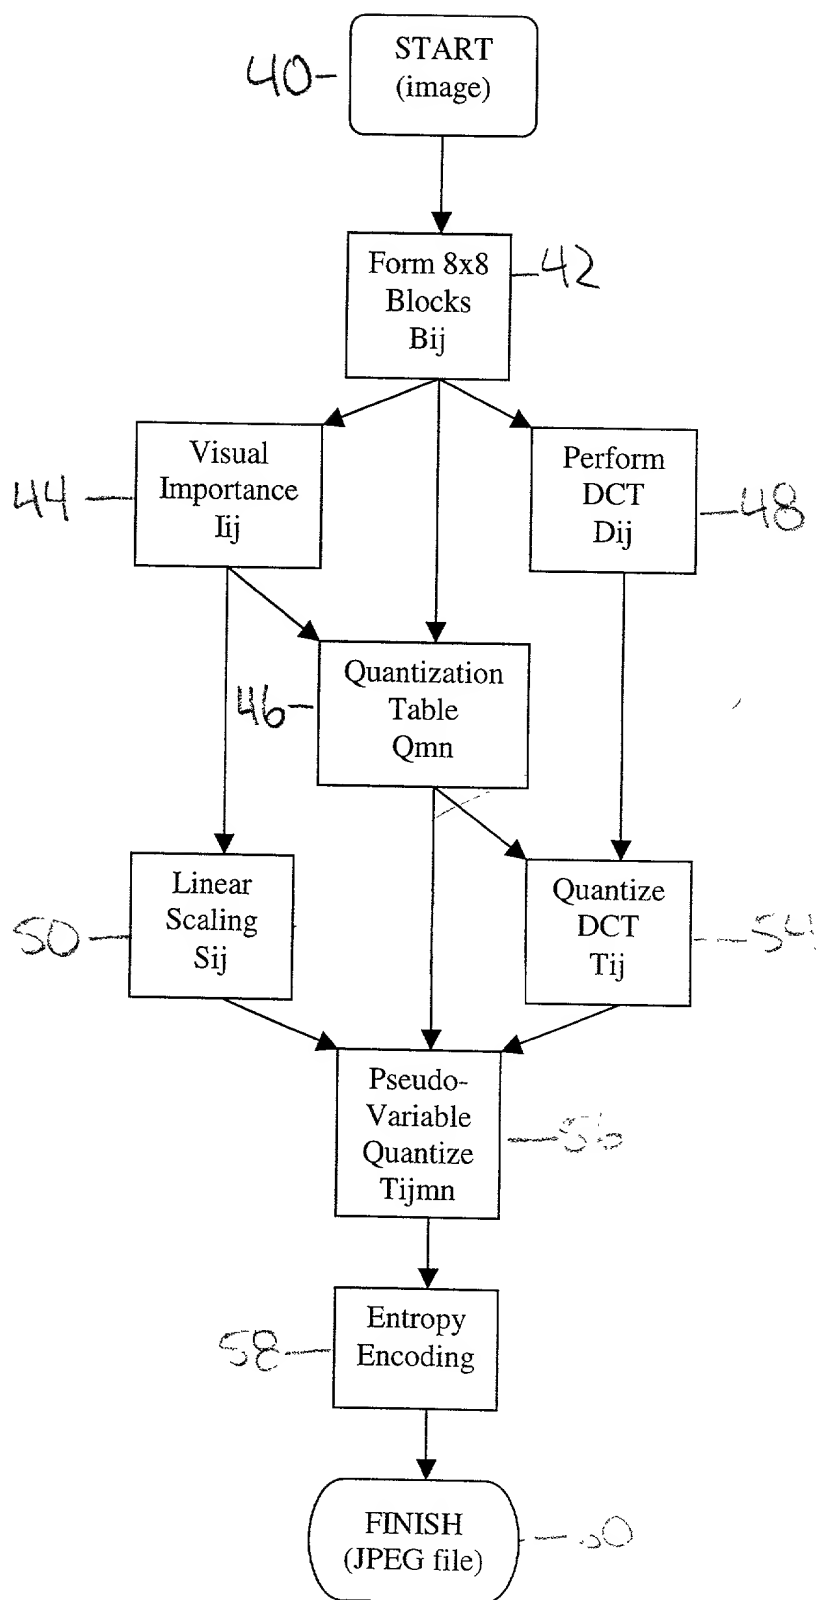 START
(image)
40
Form 8x8
Blocks
Bij
42
Visual
Importance
Iij
44
Perform
DCT
Dij
48
Quantization
Table
Qmn
46
Linear
Scaling
Sij
50
Quantize
DCT
Tij
54
Pseudo-
Variable
Quantize
Tijmn
Entropy
Encoding
58
FINISH
(JPEG file)